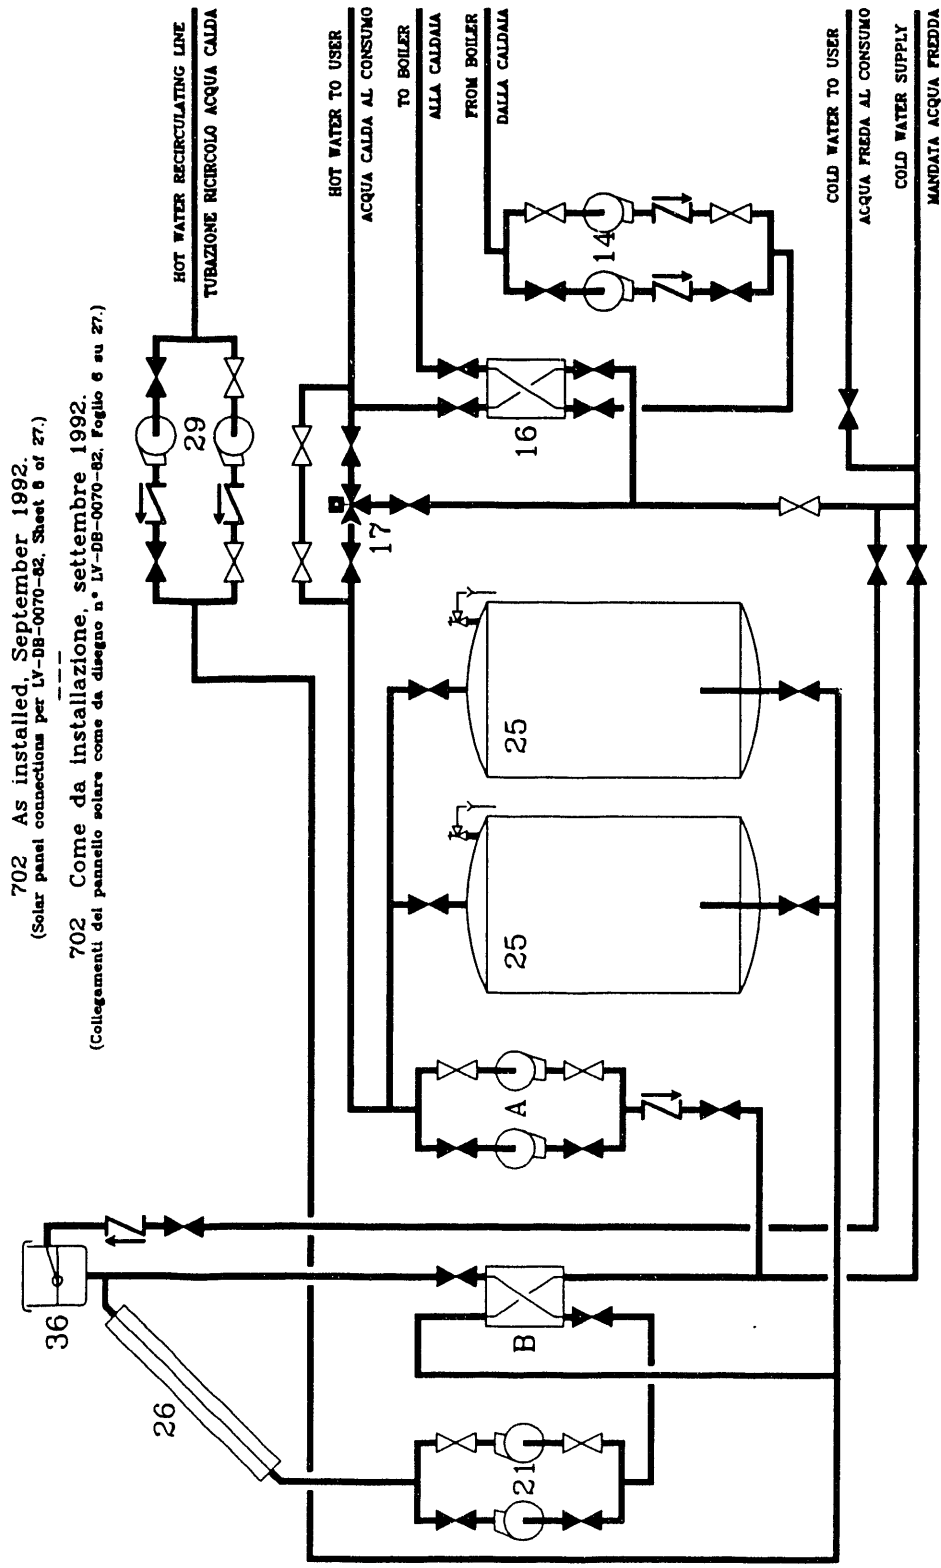 702 As installed, September 1992.
(Solar panel connections per LV-DB-0070-82, Sheet 6 of 27.)
---
702 Come da installazione, settembre 1992.
(Collegamenti del pannello solare come da disegno n° LV-DB-0070-82, Foglio 6 su 27.)
HOT WATER RECIRCULATING LINE
TUBAZIONE RICIRCOLO ACQUA CALDA
HOT WATER TO USER
ACQUA CALDA AL CONSUMO
TO BOILER
ALLA CALDAIA
FROM BOILER
DALLA CALDAIA
COLD WATER TO USER
ACQUA FREDA AL CONSUMO
COLD WATER SUPPLY
MANDATA ACQUA FREDDA
36
26
21
B
A
25
25
29
17
16
14